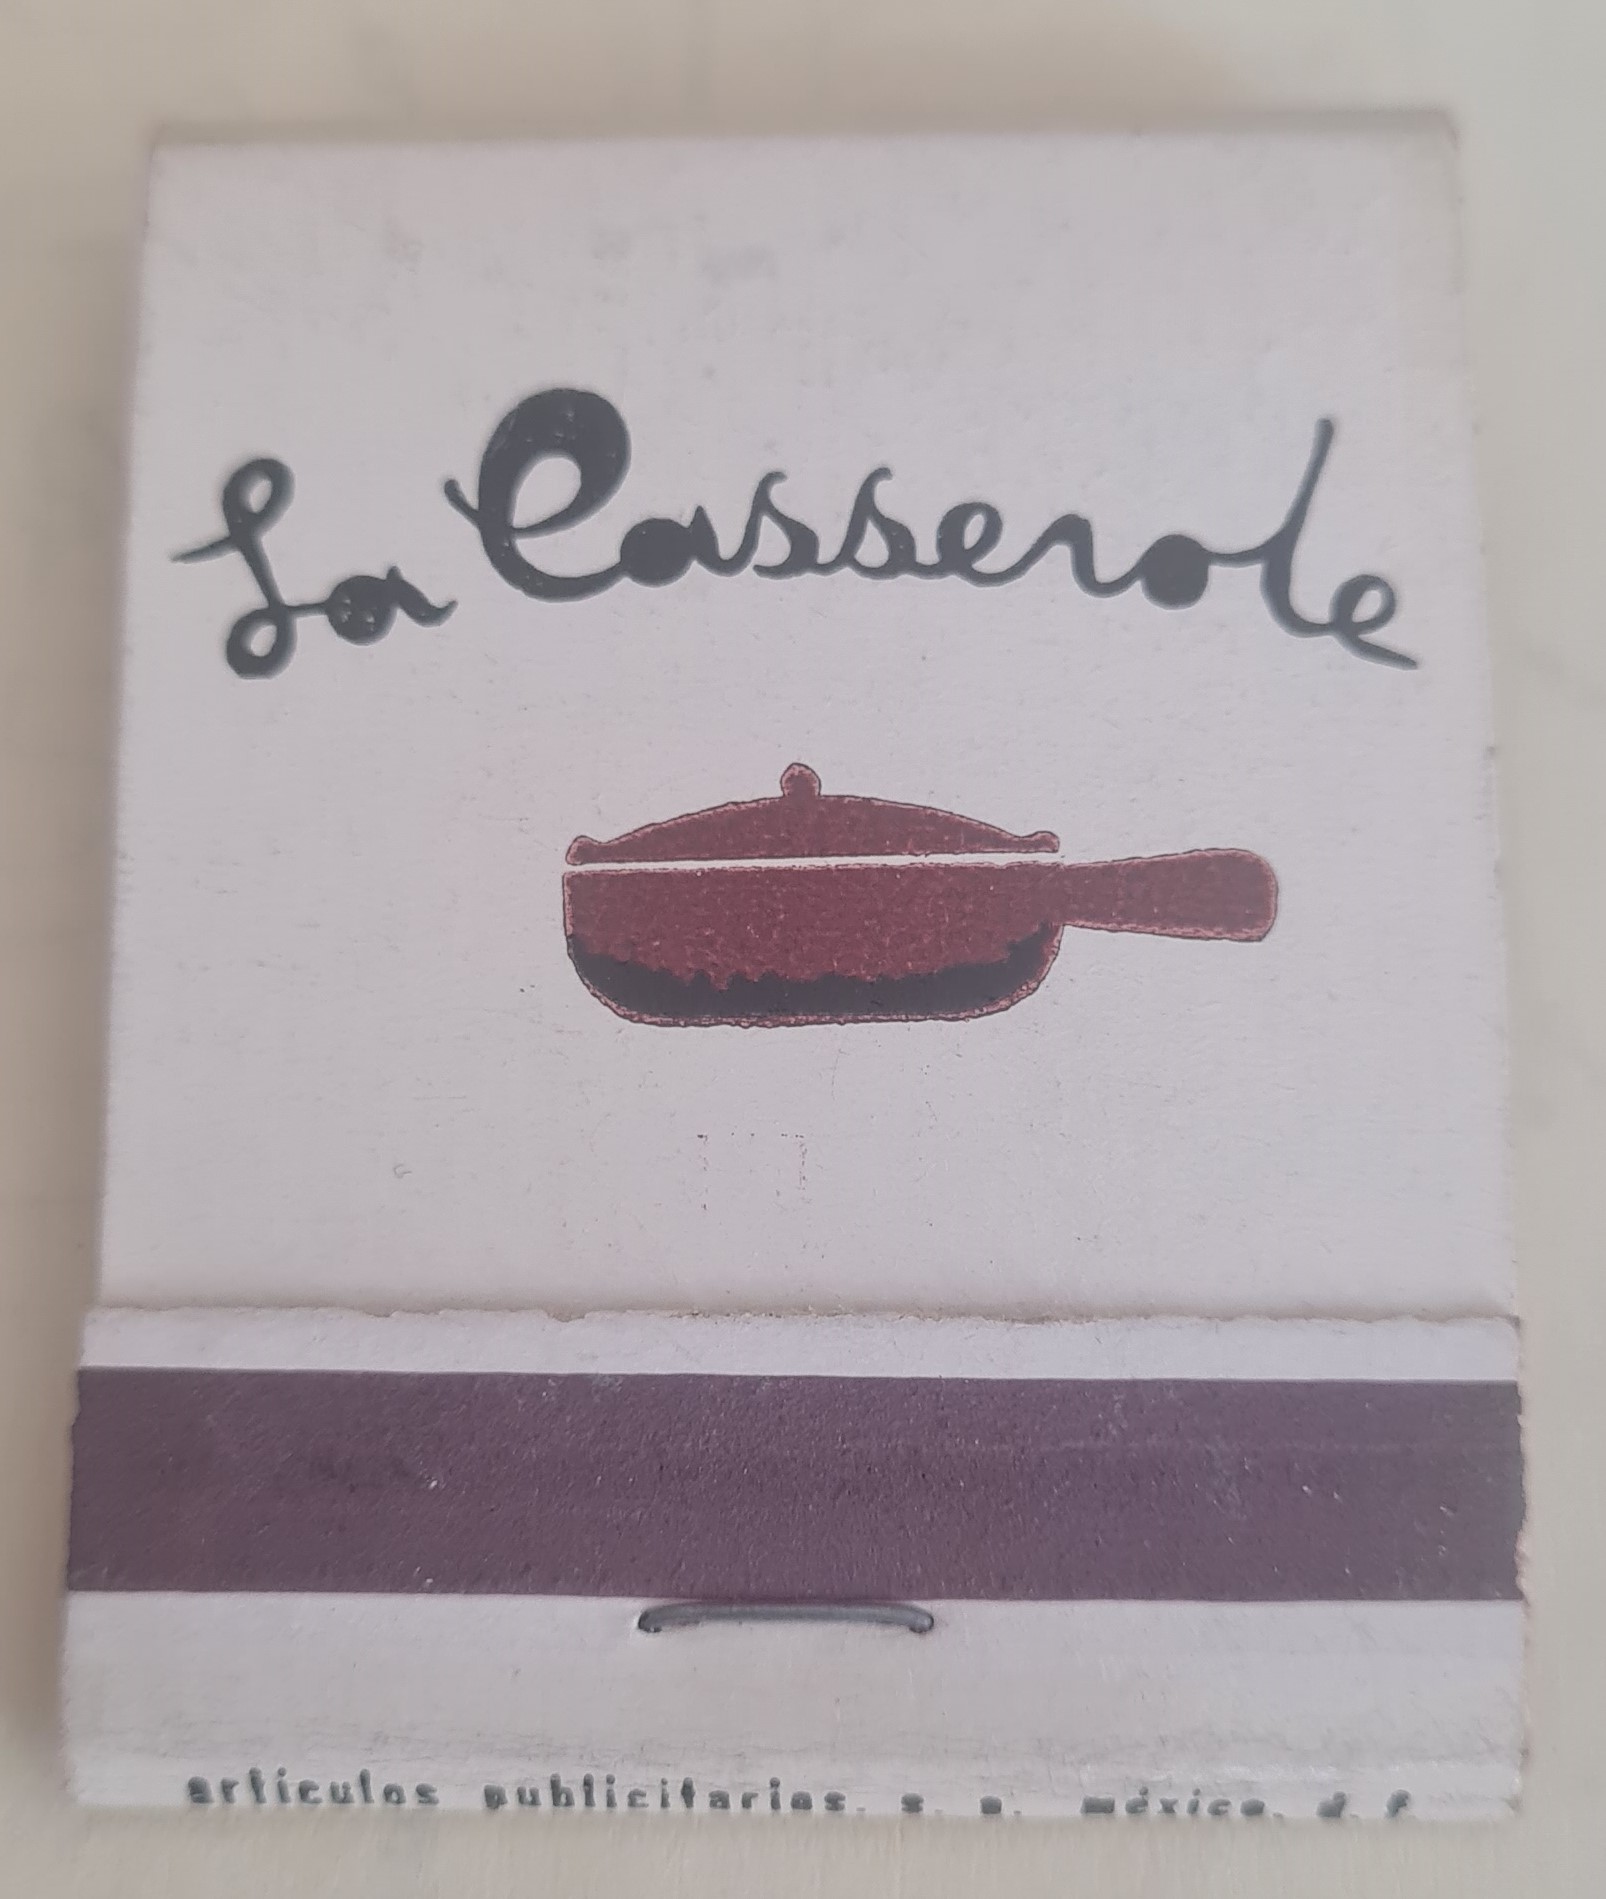 La Casserole
articulos publicitarios, s. a. méxico, d. f.